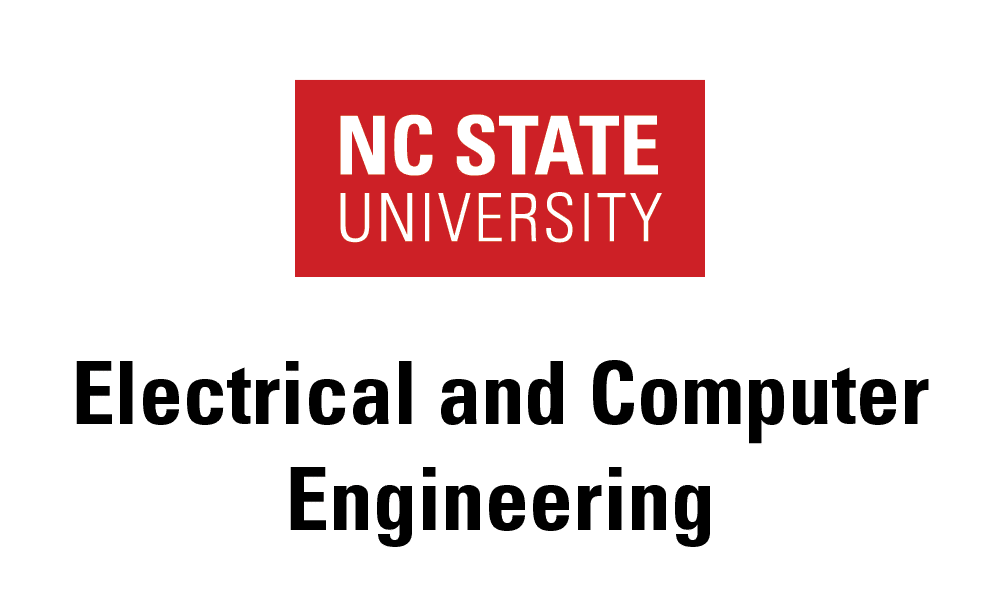 NC STATE
UNIVERSITY
Electrical and Computer
Engineering